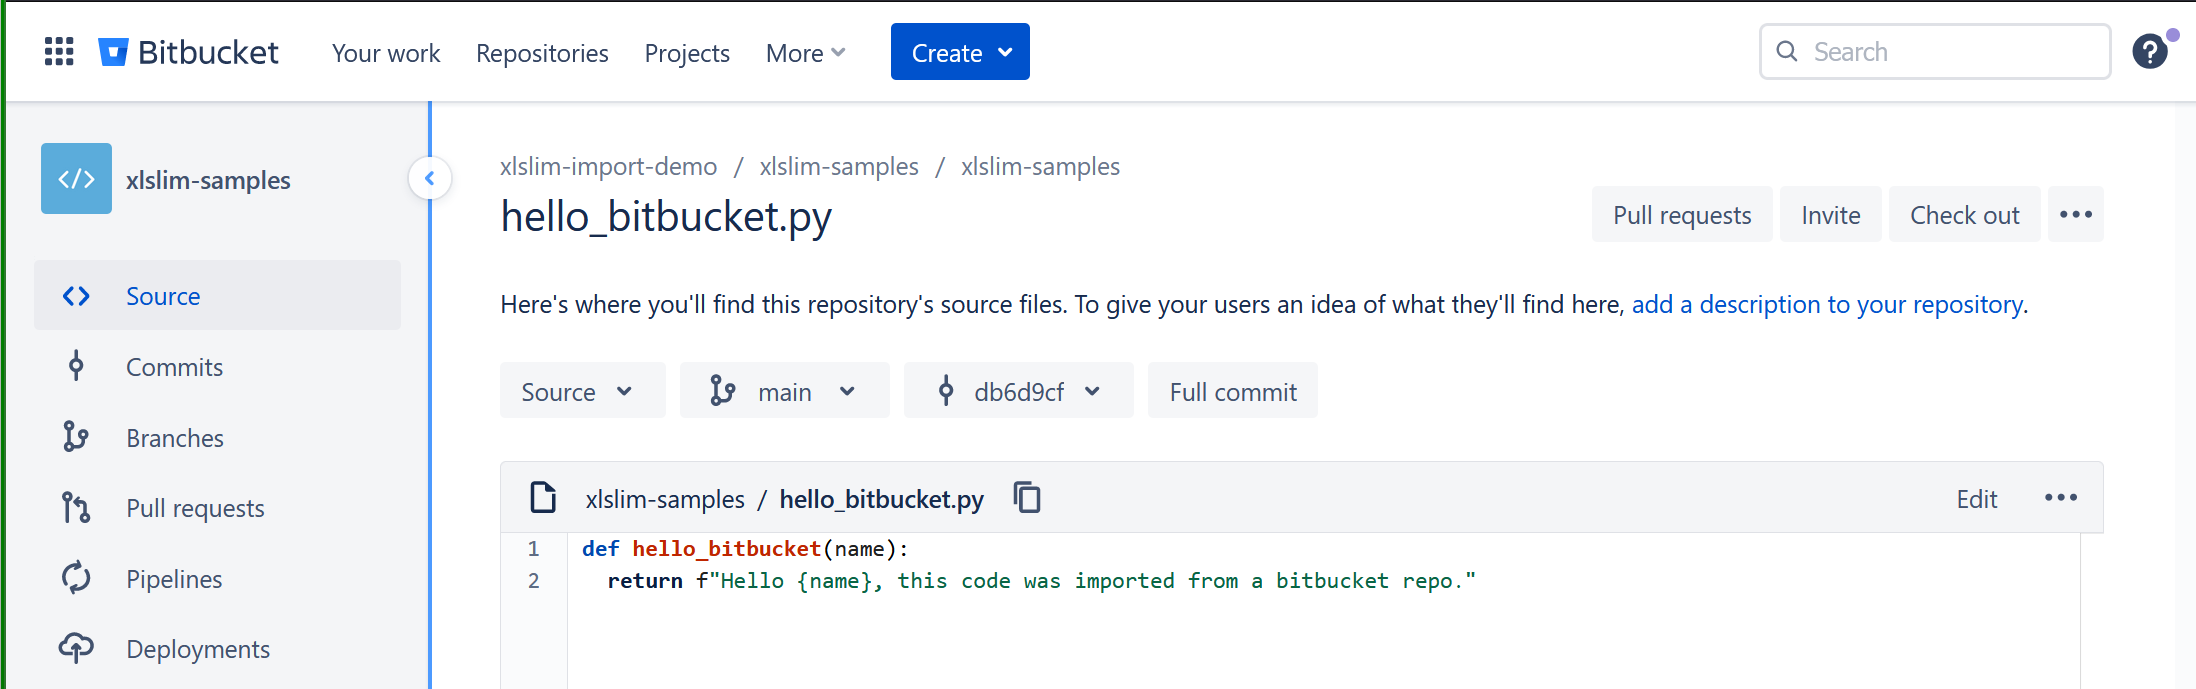 Bitbucket Your work Repositories Projects More Create Search ?
</> xlslim-samples
Source
Commits
Branches
Pull requests
Pipelines
Deployments
xlslim-import-demo / xlslim-samples / xlslim-samples
hello_bitbucket.py
Pull requests Invite Check out
Here's where you'll find this repository's source files. To give your users an idea of what they'll find here, add a description to your repository.
Source main db6d9cf Full commit
xlslim-samples / hello_bitbucket.py Edit
1 def hello_bitbucket(name):
2 return f"Hello {name}, this code was imported from a bitbucket repo."